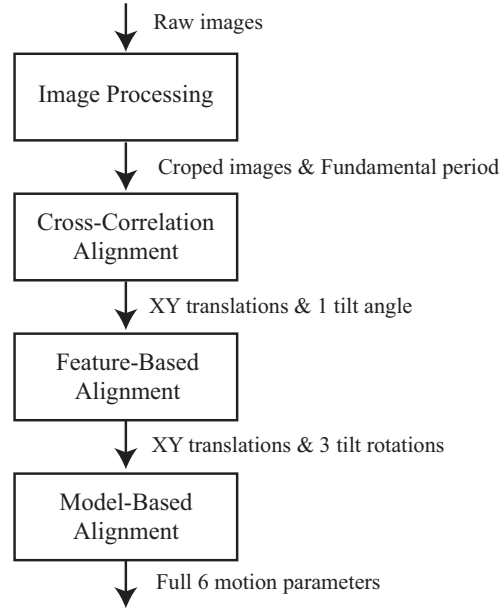 Raw images
Image Processing
Croped images & Fundamental period
Cross-Correlation
Alignment
XY translations & 1 tilt angle
Feature-Based
Alignment
XY translations & 3 tilt rotations
Model-Based
Alignment
Full 6 motion parameters